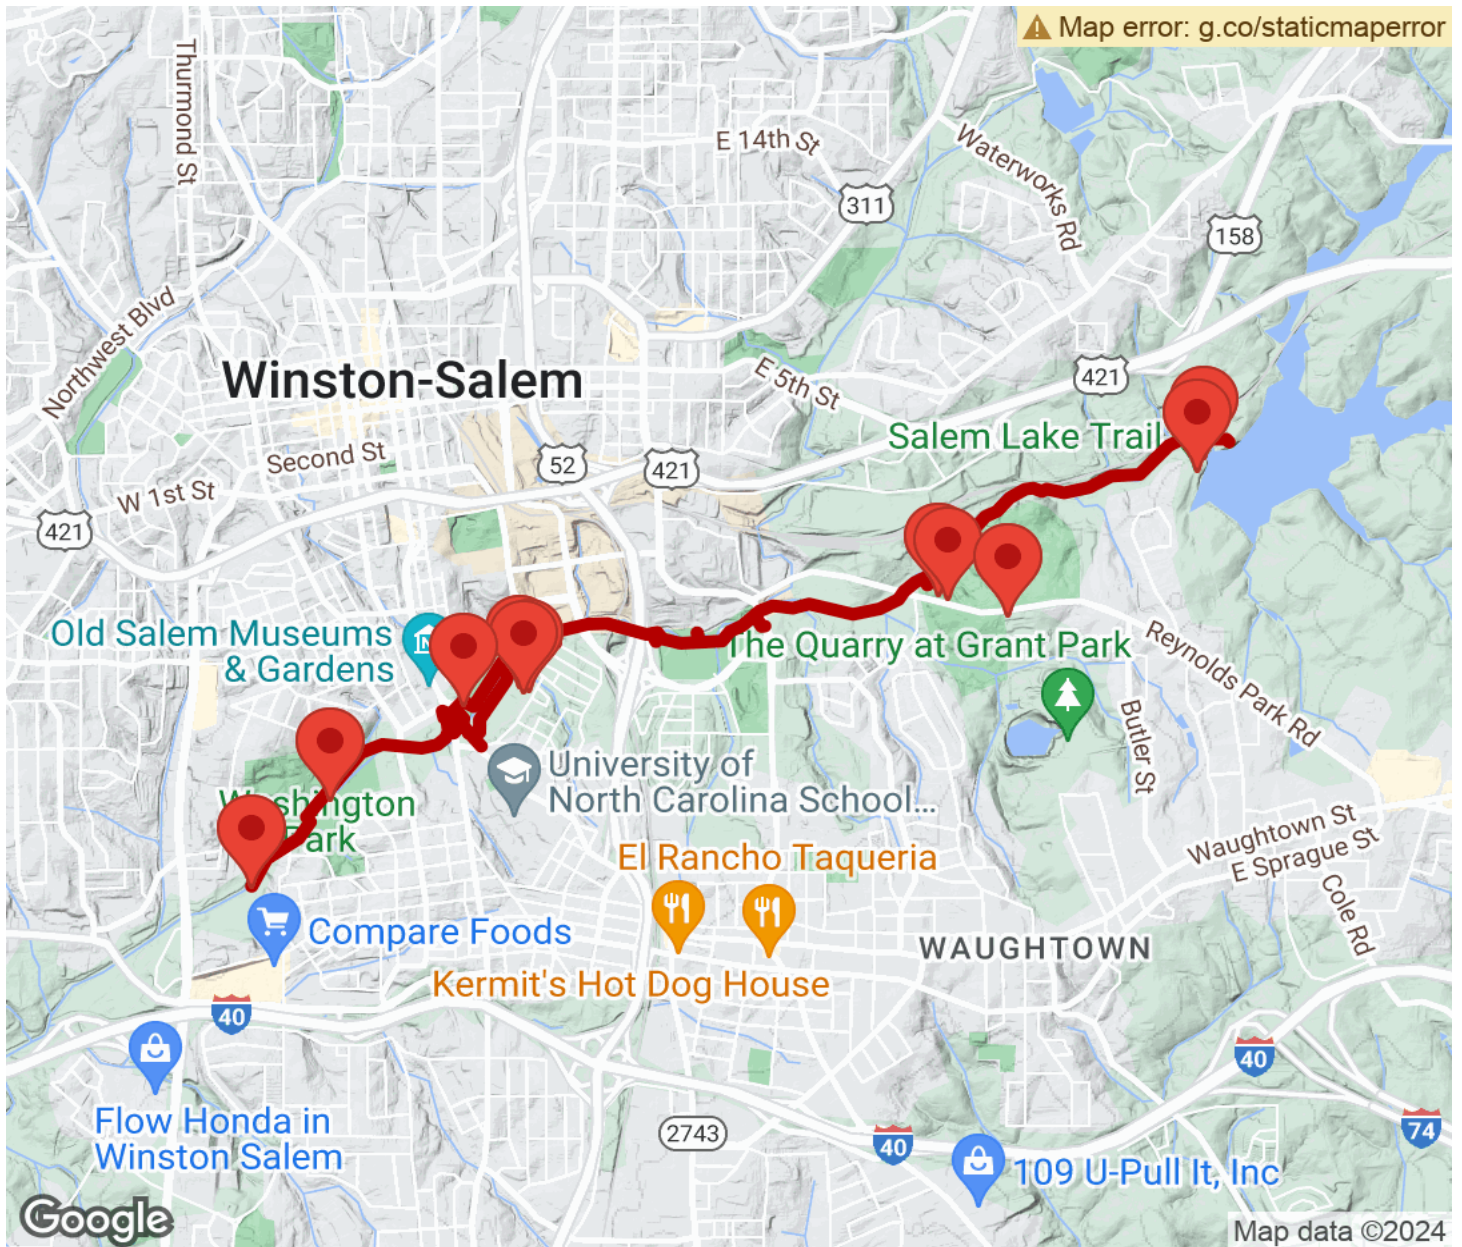 Map error: g.co/staticmaperror
Thurmond St
E 14th St
Waterworks Rd
311
158
Northwest Blvd
Winston-Salem
E 5th St
421
Salem Lake Trail
Second St
52
421
W 1st St
421
Old Salem Museums
& Gardens
The Quarry at Grant Park
Reynolds Park Rd
Butler St
University of
North Carolina School...
Washington
Park
Waughtown St
E Sprague St
El Rancho Taqueria
Cole Rd
Compare Foods
WAUGHTOWN
Kermit's Hot Dog House
40
40
Flow Honda in
Winston Salem
2743
40
74
109 U-Pull It, Inc
Google
Map data ©2024